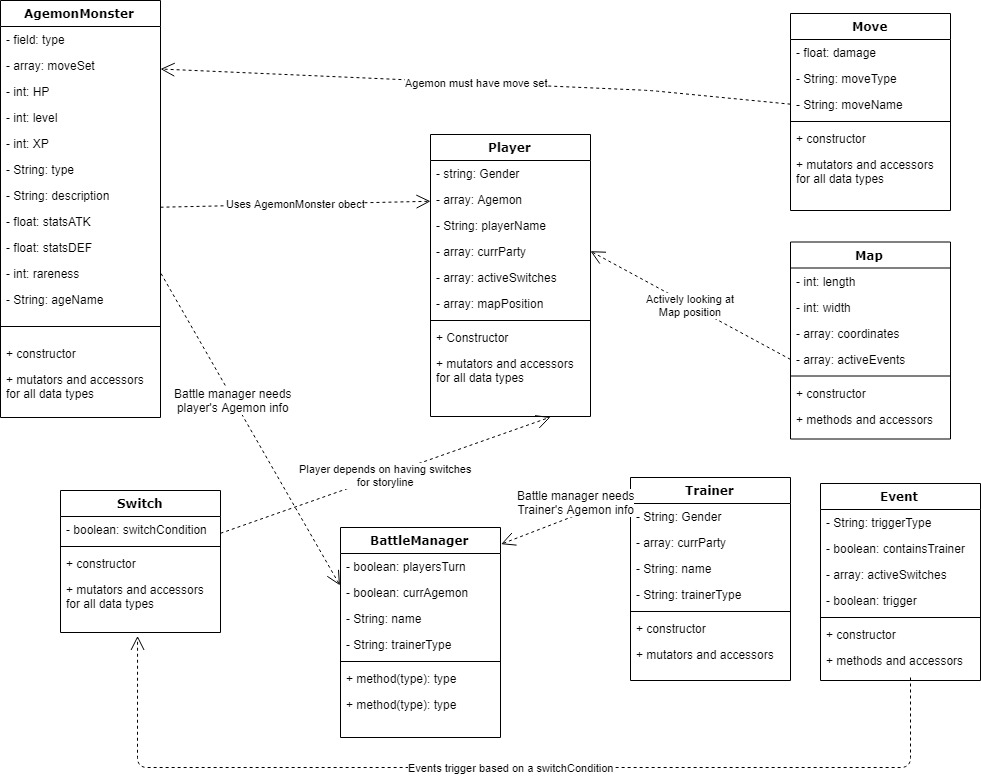 AgemonMonster
- field: type
- array: moveSet
- int: HP
- int: level
- int: XP
- String: type
- String: description
- float: statsATK
- float: statsDEF
- int: rareness
- String: ageName
+ constructor
+ mutators and accessors
for all data types
Move
- float: damage
- String: moveType
- String: moveName
+ constructor
+ mutators and accessors
for all data types
Agemon must have move set
Player
- string: Gender
- array: Agemon
- String: playerName
- array: currParty
- array: activeSwitches
- array: mapPosition
+ Constructor
+ mutators and accessors
for all data types
Uses AgemonMonster obect
Map
- int: length
- int: width
- array: coordinates
- array: activeEvents
+ constructor
+ methods and accessors
Actively looking at
Map position
Battle manager needs
player's Agemon info
Player depends on having switches
for storyline
Switch
- boolean: switchCondition
+ constructor
+ mutators and accessors
for all data types
BattleManager
- boolean: playersTurn
- boolean: currAgemon
- String: name
- String: trainerType
+ method(type): type
+ method(type): type
Battle manager needs
Trainer's Agemon info
Trainer
- String: Gender
- array: currParty
- String: name
- String: trainerType
+ constructor
+ mutators and accessors
Event
- String: triggerType
- boolean: containsTrainer
- array: activeSwitches
- boolean: trigger
+ constructor
+ methods and accessors
Events trigger based on a switchCondition